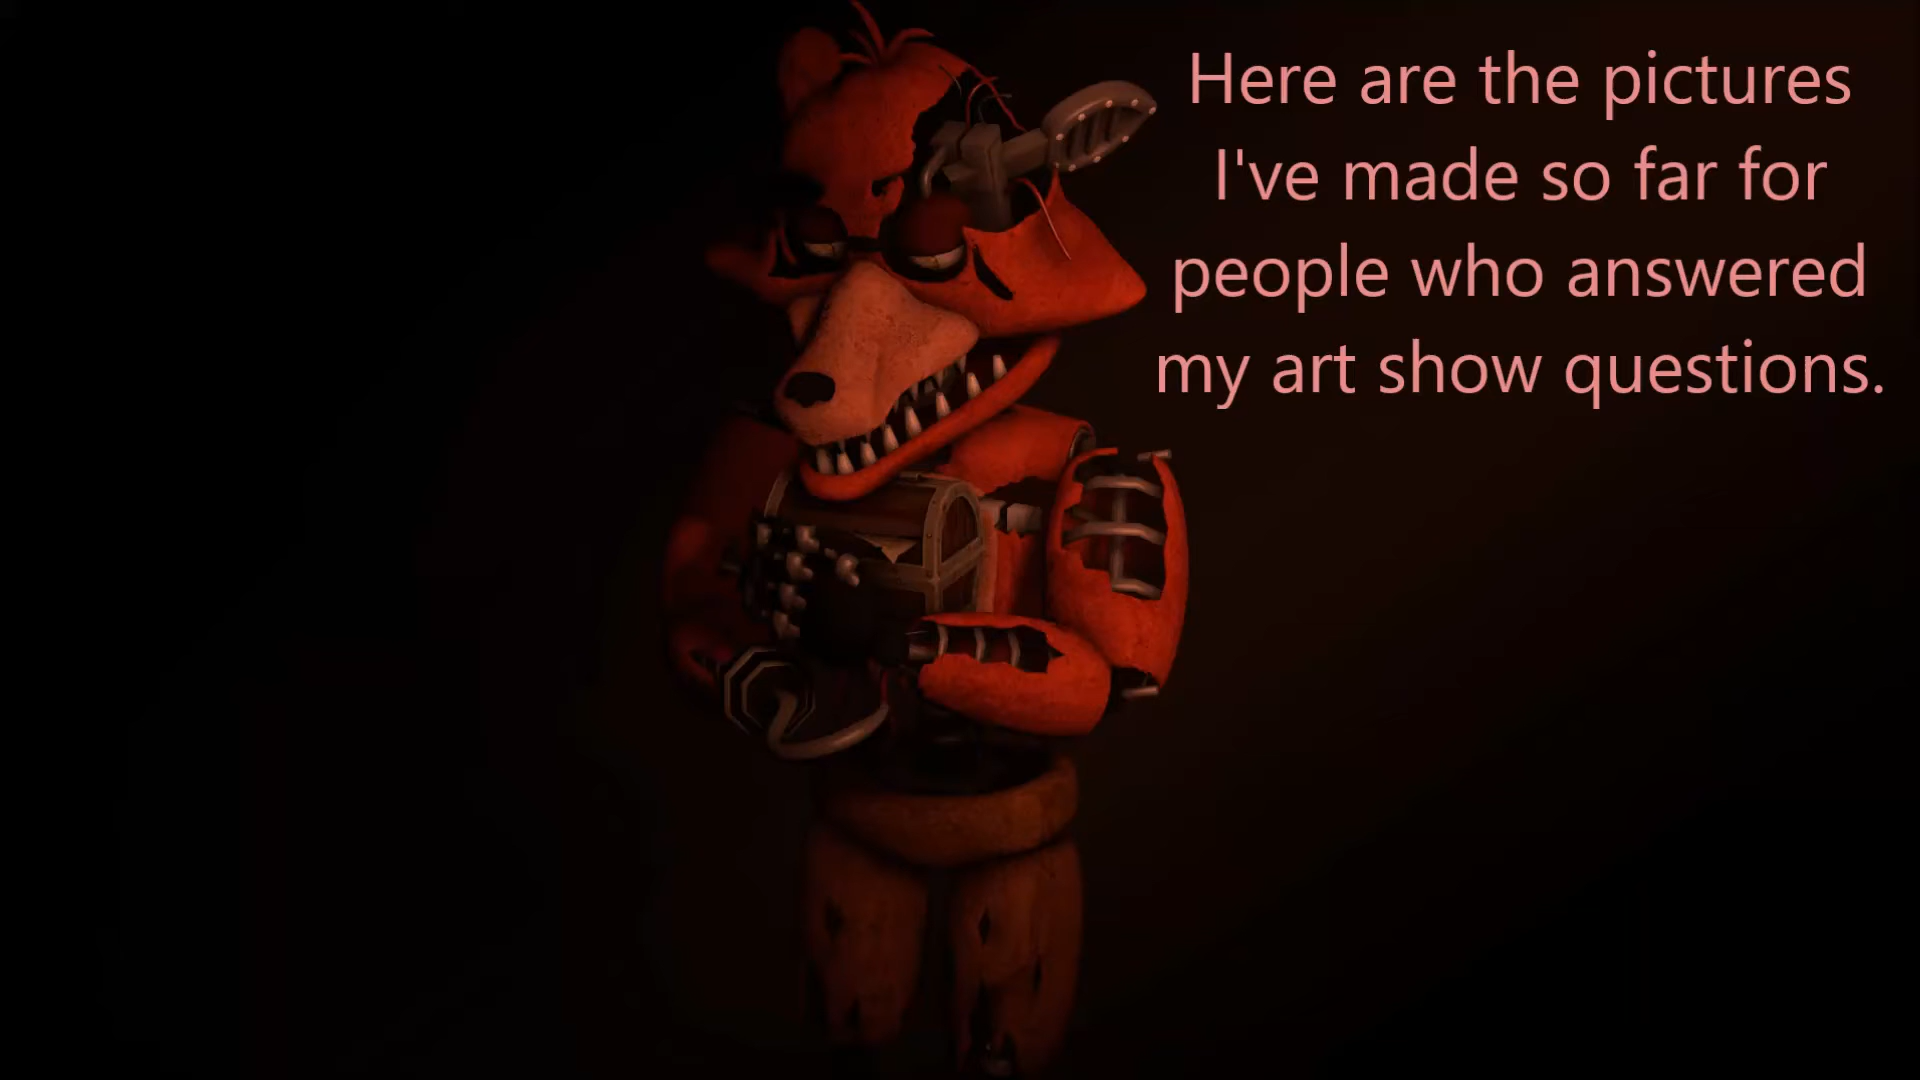 Here are the pictures
I've made so far for
people who answered
my art show questions.